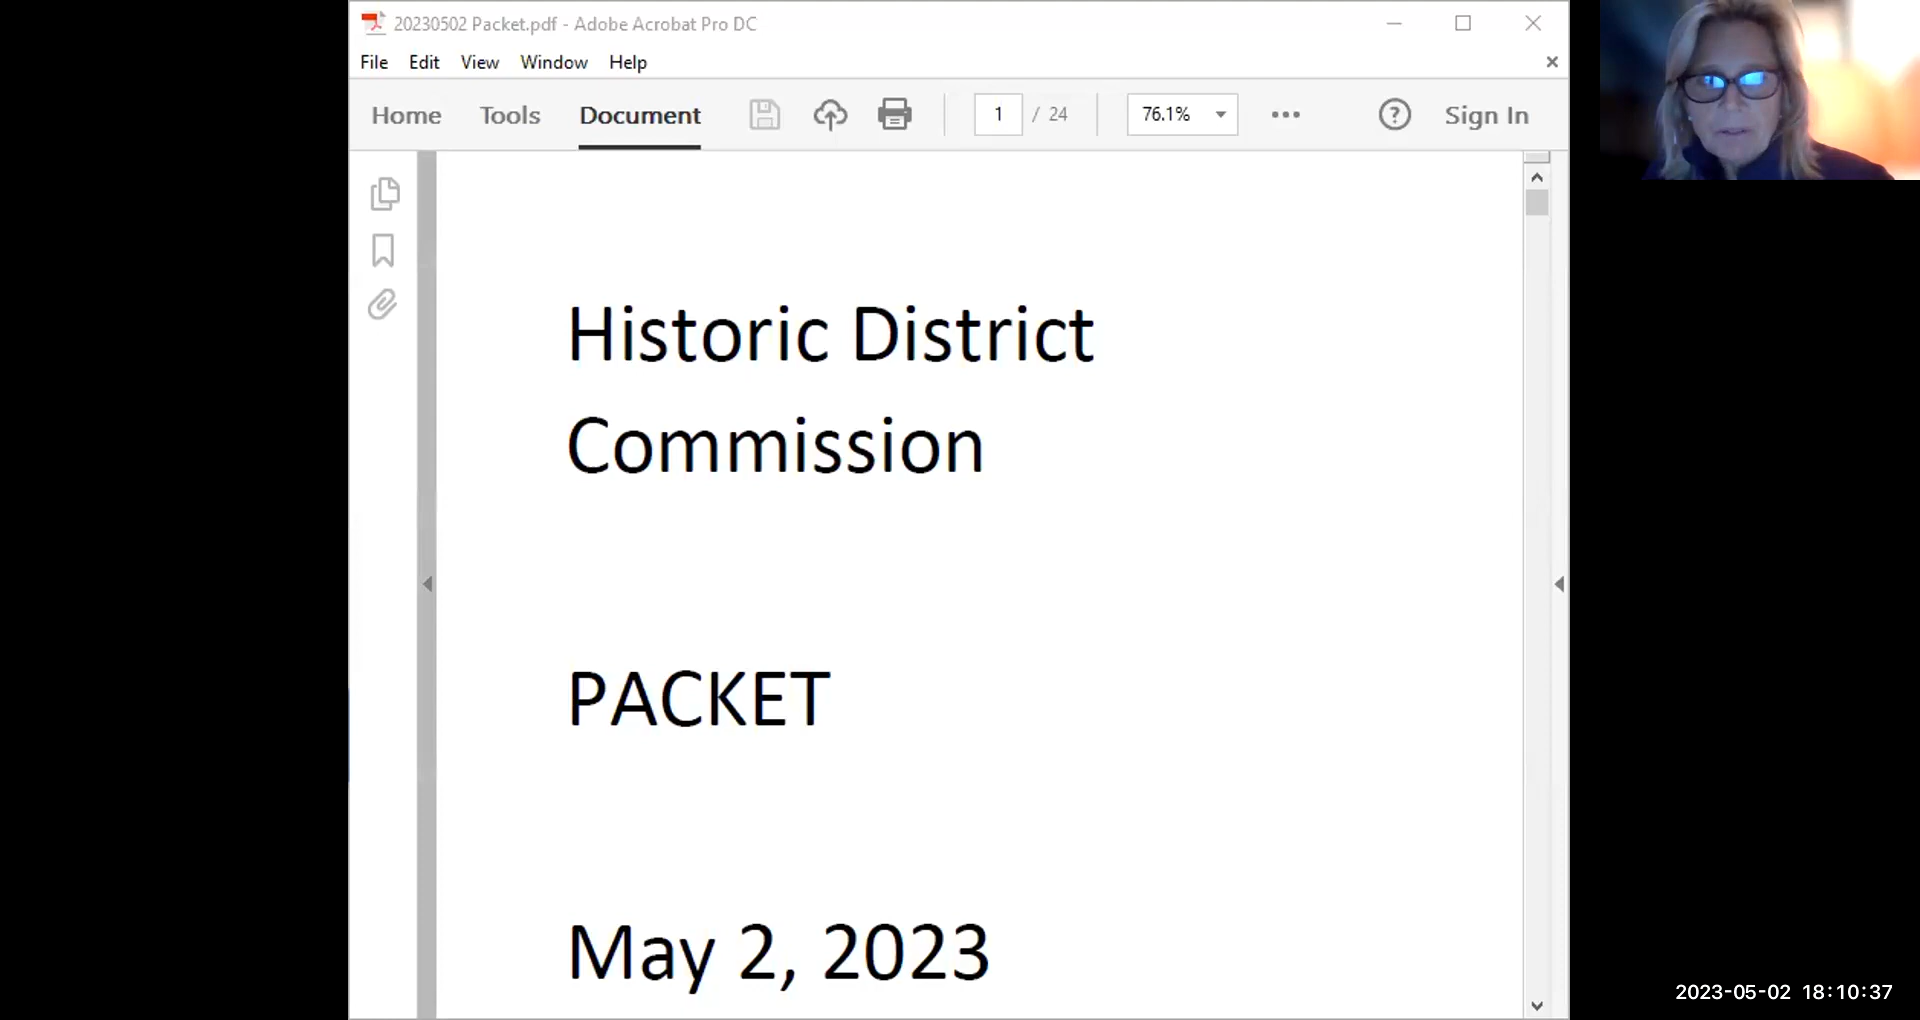 20230502 Packet.pdf - Adobe Acrobat Pro DC
File Edit View Window Help
Home Tools Document 1 / 24 76.1% Sign In
Historic District
Commission
PACKET
May 2, 2023
2023-05-02 18:10:37